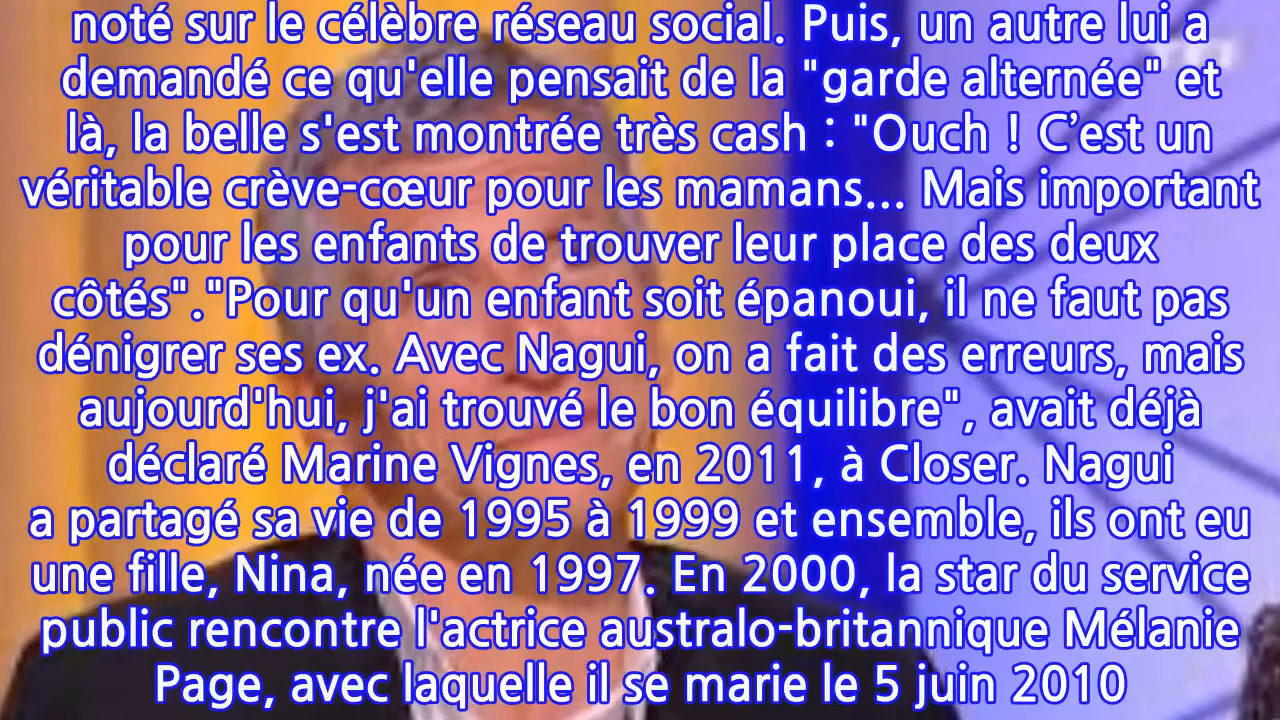 noté sur le célèbre réseau social. Puis, un autre lui a
demandé ce qu'elle pensait de la "garde alternée" et
là, la belle s'est montrée très cash : "Ouch ! C’est un
véritable crève-cœur pour les mamans... Mais important
pour les enfants de trouver leur place des deux
côtés"."Pour qu'un enfant soit épanoui, il ne faut pas
dénigrer ses ex. Avec Nagui, on a fait des erreurs, mais
aujourd'hui, j'ai trouvé le bon équilibre", avait déjà
déclaré Marine Vignes, en 2011, à Closer. Nagui
a partagé sa vie de 1995 à 1999 et ensemble, ils ont eu
une fille, Nina, née en 1997. En 2000, la star du service
public rencontre l'actrice australo-britannique Mélanie
Page, avec laquelle il se marie le 5 juin 2010